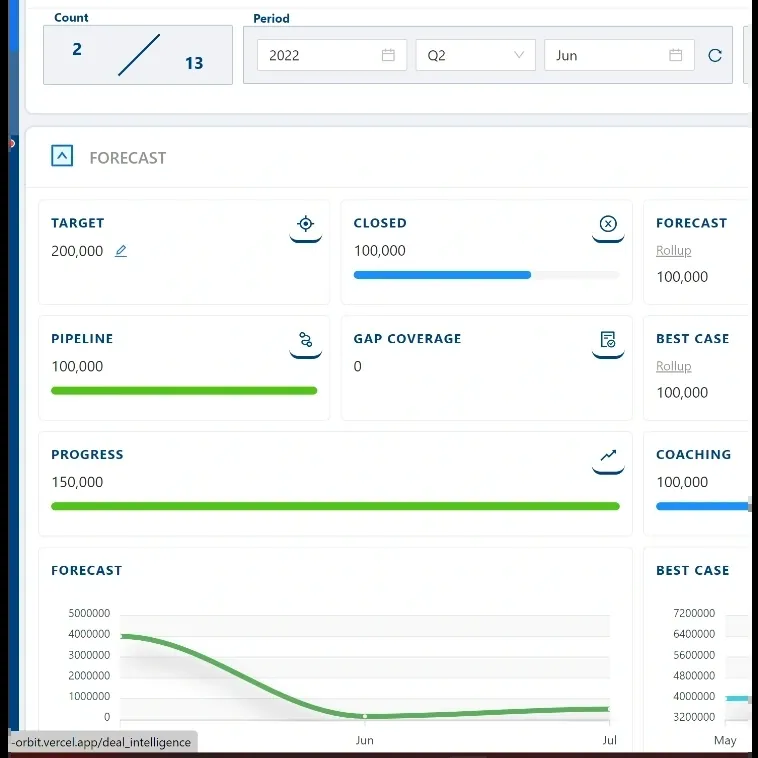 Count
Period
2
13
2022
Q2
Jun
FORECAST
TARGET
200,000
CLOSED
100,000
FORECAST
Rollup
100,000
PIPELINE
100,000
GAP COVERAGE
0
BEST CASE
Rollup
100,000
PROGRESS
150,000
COACHING
100,000
FORECAST
5000000
4000000
3000000
2000000
1000000
0
Jun
Jul
BEST CASE
7200000
6400000
5600000
4800000
4000000
3200000
May
-orbit.vercel.app/deal_intelligence